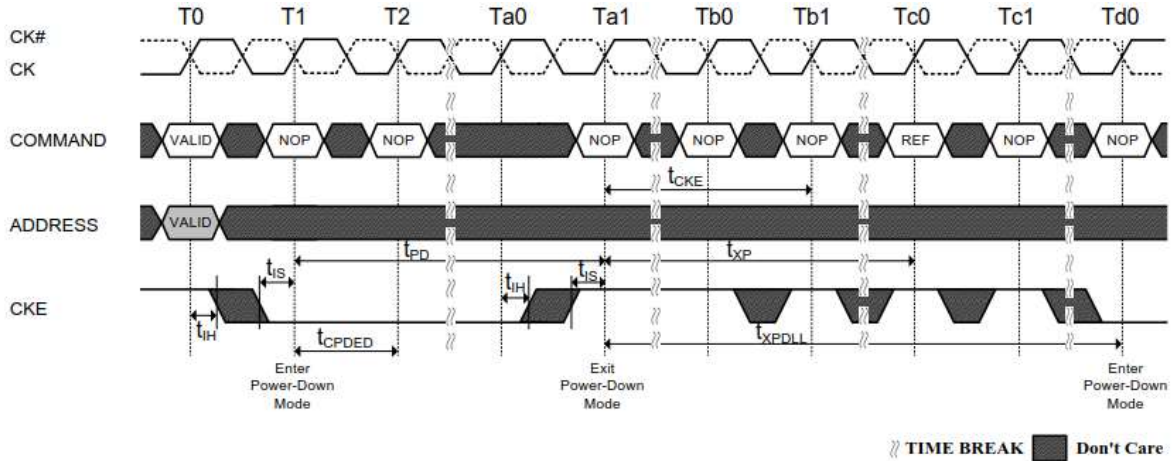 T0 T1 T2 Ta0 Ta1 Tb0 Tb1 Tc0 Tc1 Td0
CK#
CK
COMMAND VALID NOP NOP NOP NOP NOP REF NOP NOP
tCKE
ADDRESS VALID
tPD tXP
tIS tIH tIS
CKE
tIH tCPDED tXPDLL
Enter Power-Down Mode
Exit Power-Down Mode
Enter Power-Down Mode
TIME BREAK Don't Care